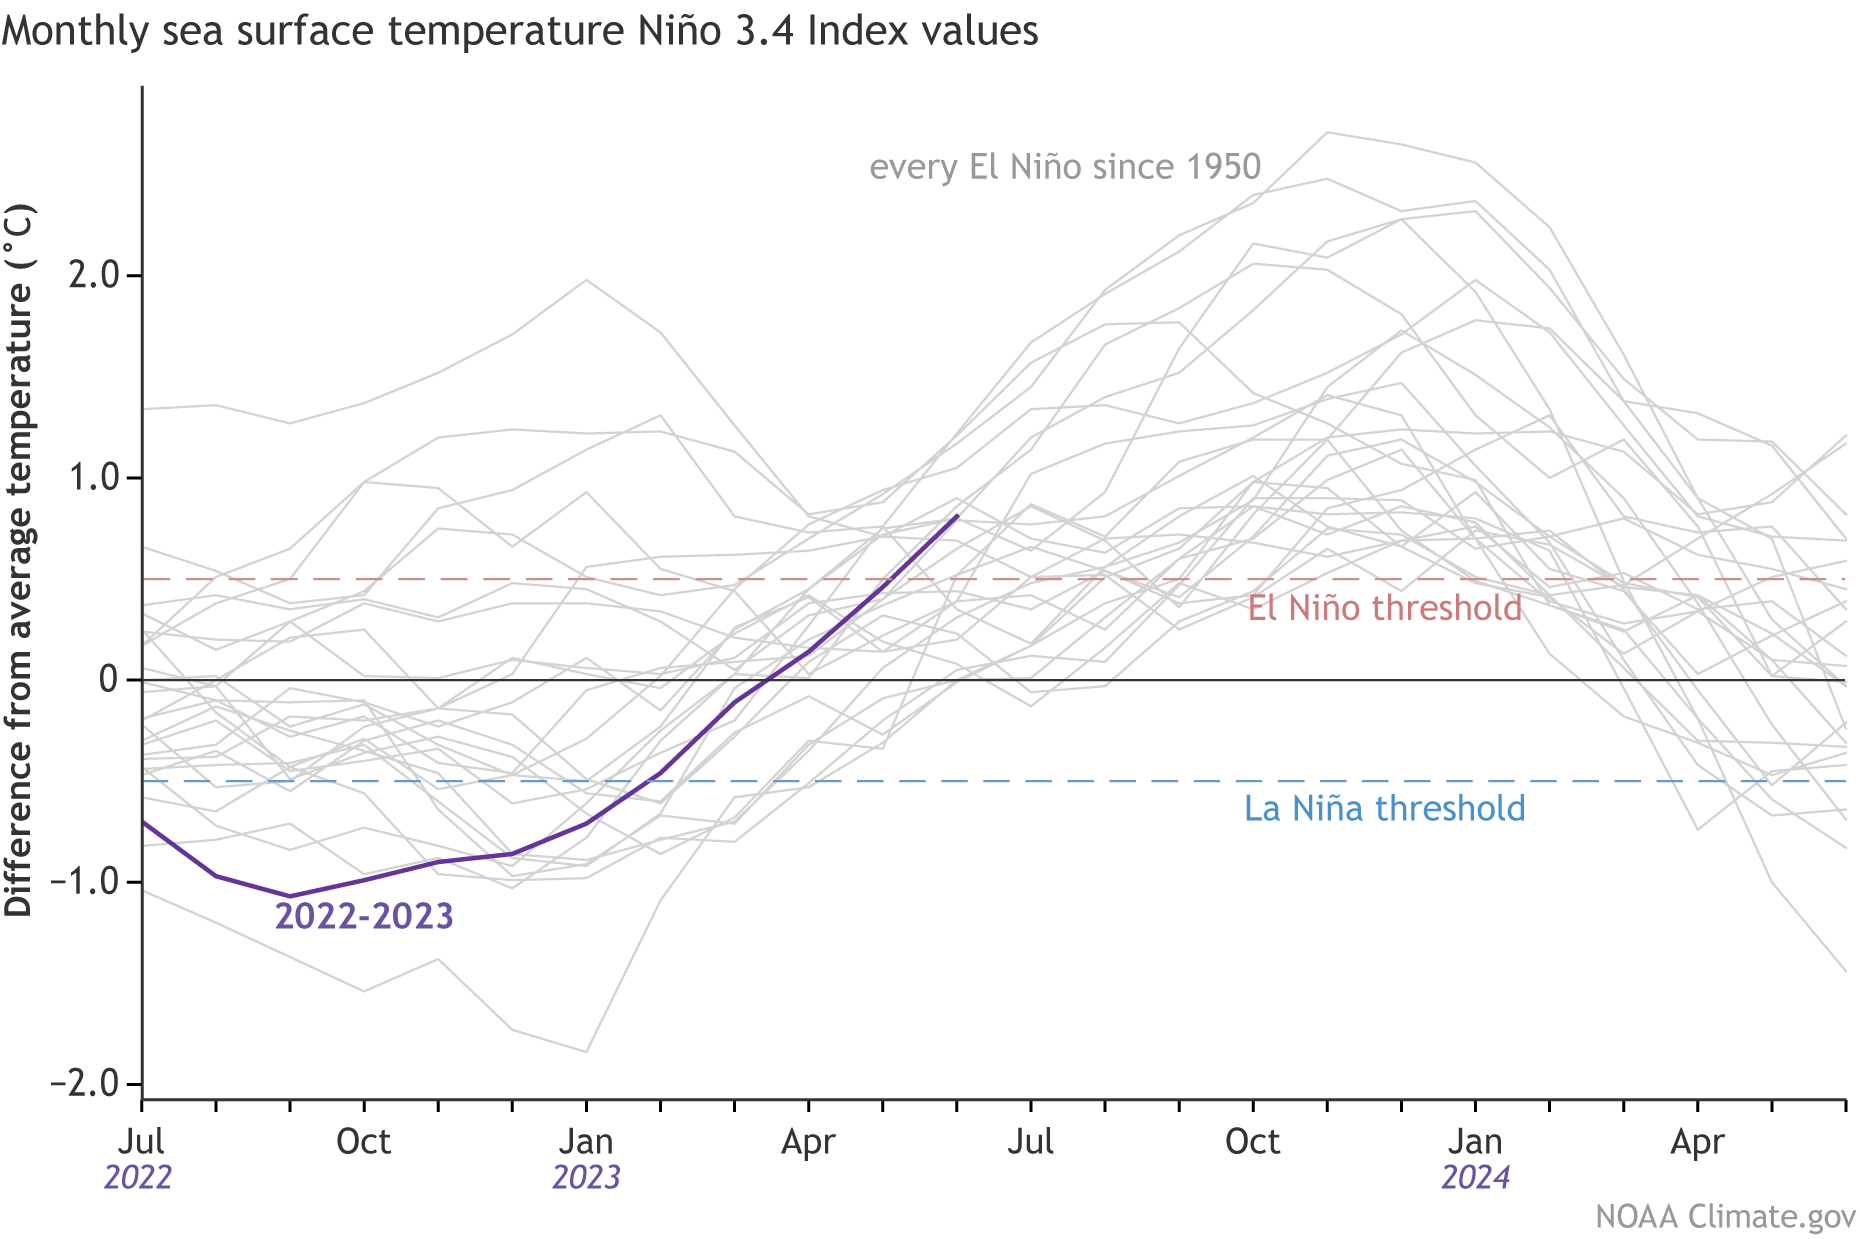 Monthly sea surface temperature Niño 3.4 Index values
every El Niño since 1950
Difference from average temperature (˚C)
2.0
1.0
0
−1.0
−2.0
El Niño threshold
La Niña threshold
2022-2023
Jul Oct Jan Apr Jul Oct Jan Apr
2022 2023 2024
NOAA Climate.gov